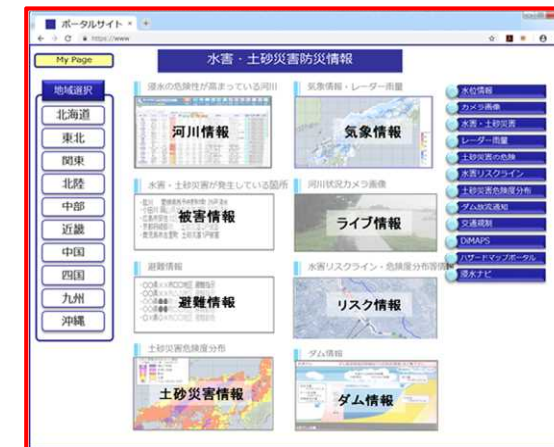 ポータルサイト
https://www
My Page
水害・土砂災害防災情報
地域選択
北海道
東北
関東
北陸
中部
近畿
中国
四国
九州
沖縄
浸水の危険性が高まっている河川
河川情報
気象情報・レーダー雨量
気象情報
水害・土砂災害が発生している箇所
被害情報
河川状況カメラ画像
ライブ情報
避難情報
避難情報
水害リスクライン・危険度分布等情報
リスク情報
土砂災害危険度分布
土砂災害情報
ダム情報
ダム情報
水位情報
カメラ画像
水害・土砂災害
レーダー雨量
土砂災害の危険
水害リスクライン
土砂災害危険度分布
ダム放流通知
交通規制
DiMAPS
ハザードマップポータル
浸水ナビ